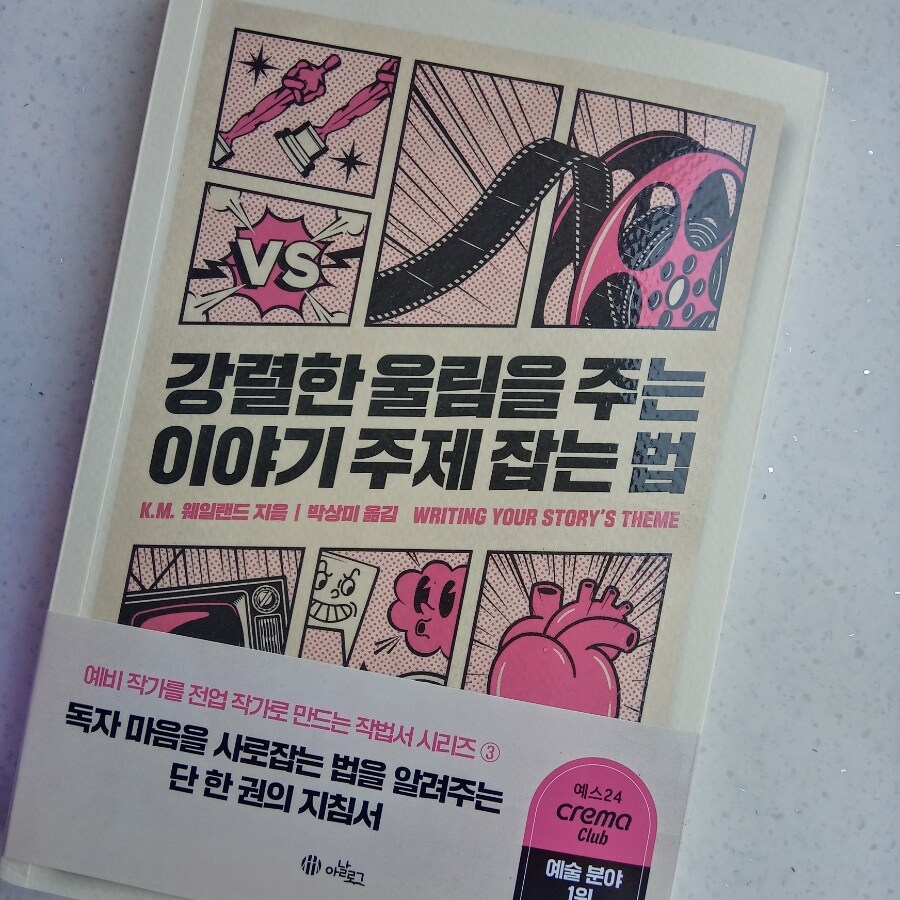 VS
강렬한 울림을 주는
이야기 주제 잡는 법
K.M. 웨일랜드 지음 | 박상미 옮김 WRITING YOUR STORY'S THEME
예비 작가를 전업 작가로 만드는 작법서 시리즈 ③
독자 마음을 사로잡는 법을 알려주는
단 한 권의 지침서
아날로그
예스24
crema
Club
예술 분야
1위